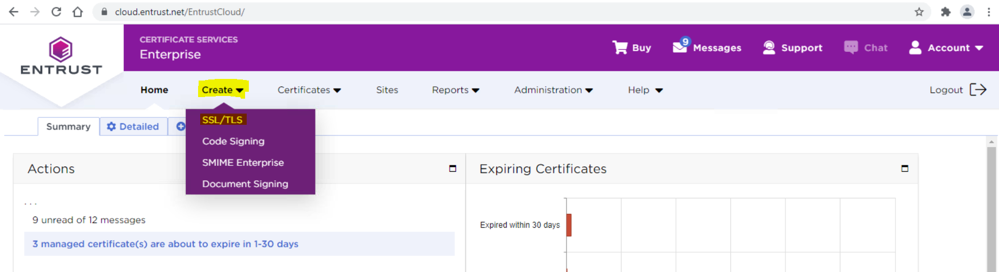 cloud.entrust.net/EntrustCloud/
ENTRUST
CERTIFICATE SERVICES
Enterprise
Buy
9
Messages
Support
Chat
Account
Home
Create
Certificates
Sites
Reports
Administration
Help
Logout
SSL/TLS
Code Signing
SMIME Enterprise
Document Signing
Summary
Detailed
Actions
Expiring Certificates
. . .
9 unread of 12 messages
3 managed certificate(s) are about to expire in 1-30 days
Expired within 30 days